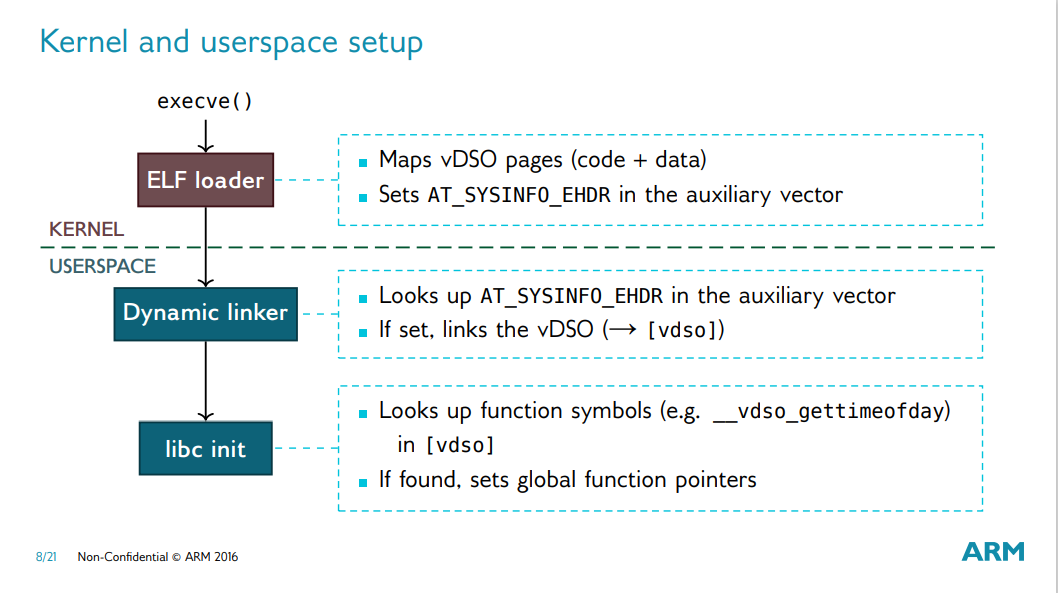 Kernel and userspace setup
execve()
ELF loader
Maps vDSO pages (code + data)
Sets AT_SYSINFO_EHDR in the auxiliary vector
KERNEL
USERSPACE
Dynamic linker
Looks up AT_SYSINFO_EHDR in the auxiliary vector
If set, links the vDSO (→ [vdso])
libc init
Looks up function symbols (e.g. __vdso_gettimeofday)
in [vdso]
If found, sets global function pointers
8/21 Non-Confidential © ARM 2016
ARM